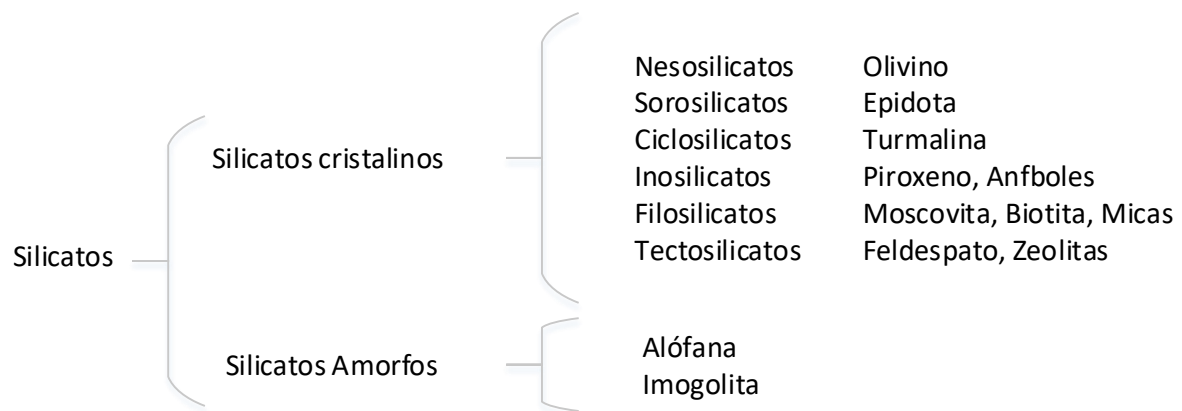 Nesosilicatos Olivino
Sorosilicatos Epidota
Ciclosilicatos Turmalina
Silicatos cristalinos
Inosilicatos Piroxeno, Anfboles
Filosilicatos Moscovita, Biotita, Micas
Tectosilicatos Feldespato, Zeolitas
Silicatos
Silicatos Amorfos
Alófana
Imogolita